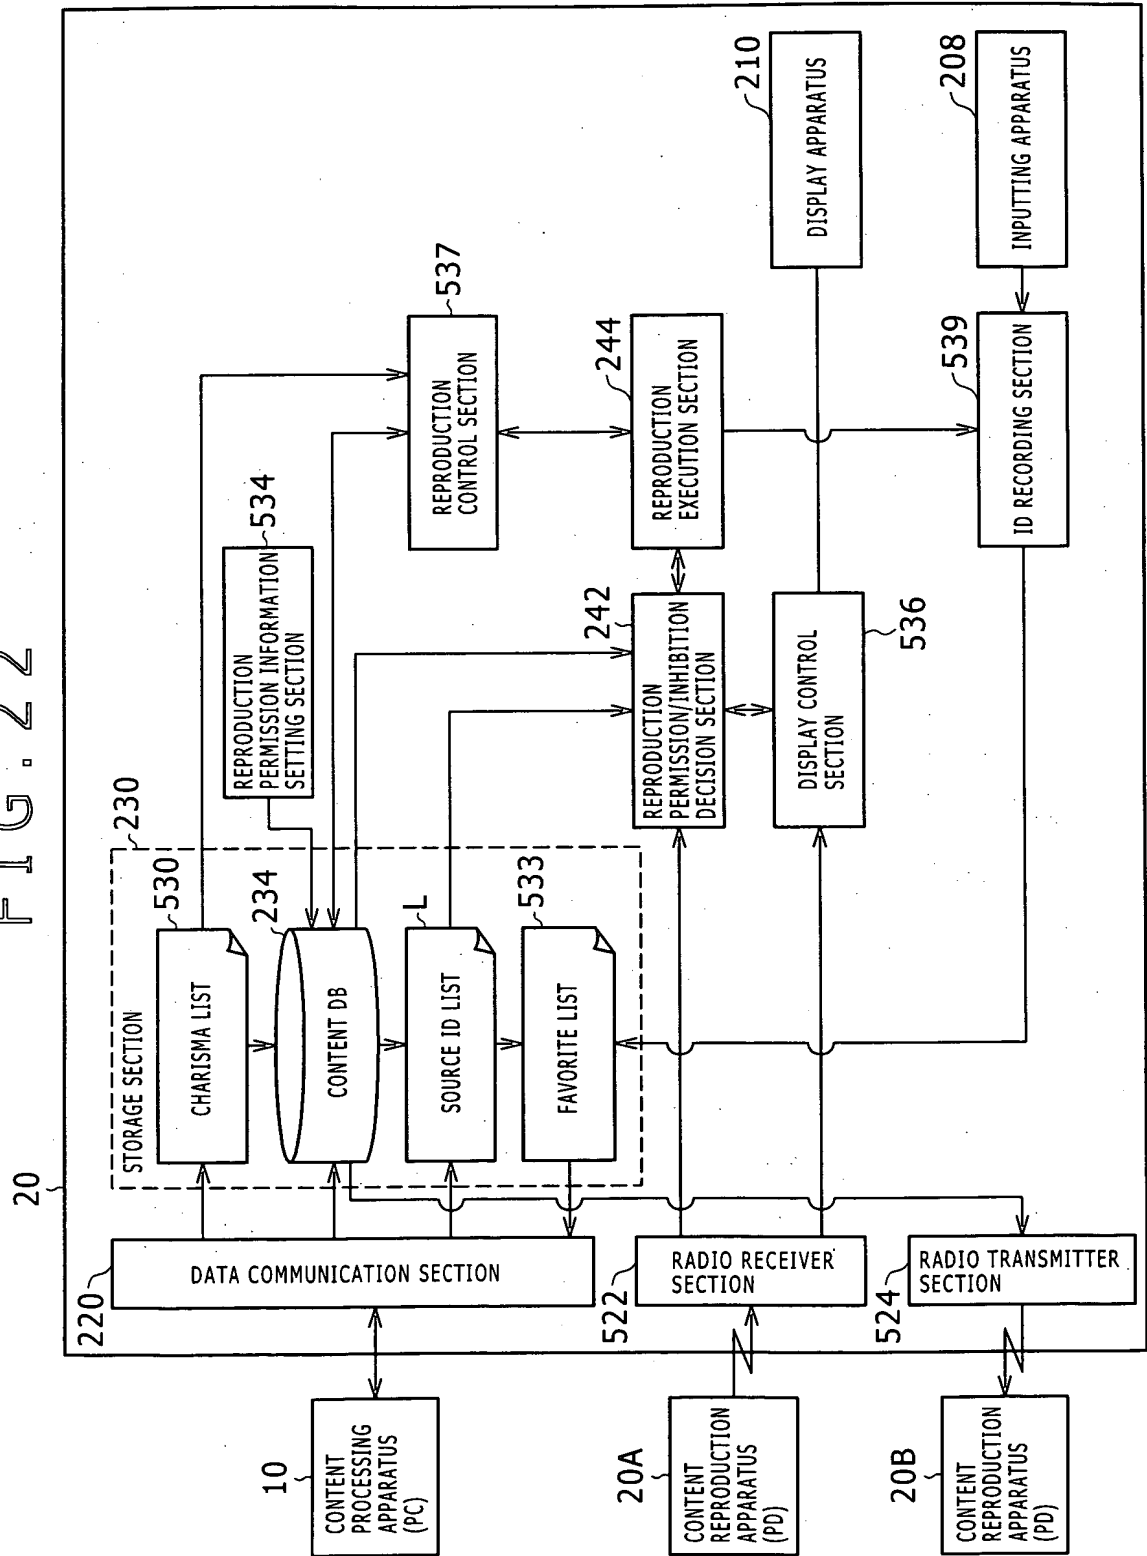 FIG. 22
20
10
CONTENT
PROCESSING
APPARATUS
(PC)
20A
CONTENT
REPRODUCTION
APPARATUS
(PD)
20B
CONTENT
REPRODUCTION
APPARATUS
(PD)
220
DATA COMMUNICATION SECTION
522
RADIO RECEIVER
SECTION
524
RADIO TRANSMITTER
SECTION
230
STORAGE SECTION
530
CHARISMA LIST
234
CONTENT DB
L
SOURCE ID LIST
533
FAVORITE LIST
534
REPRODUCTION
PERMISSION INFORMATION
SETTING SECTION
242
REPRODUCTION
PERMISSION/INHIBITION
DECISION SECTION
536
DISPLAY CONTROL
SECTION
537
REPRODUCTION
CONTROL SECTION
244
REPRODUCTION
EXECUTION SECTION
539
ID RECORDING SECTION
210
DISPLAY APPARATUS
208
INPUTTING APPARATUS